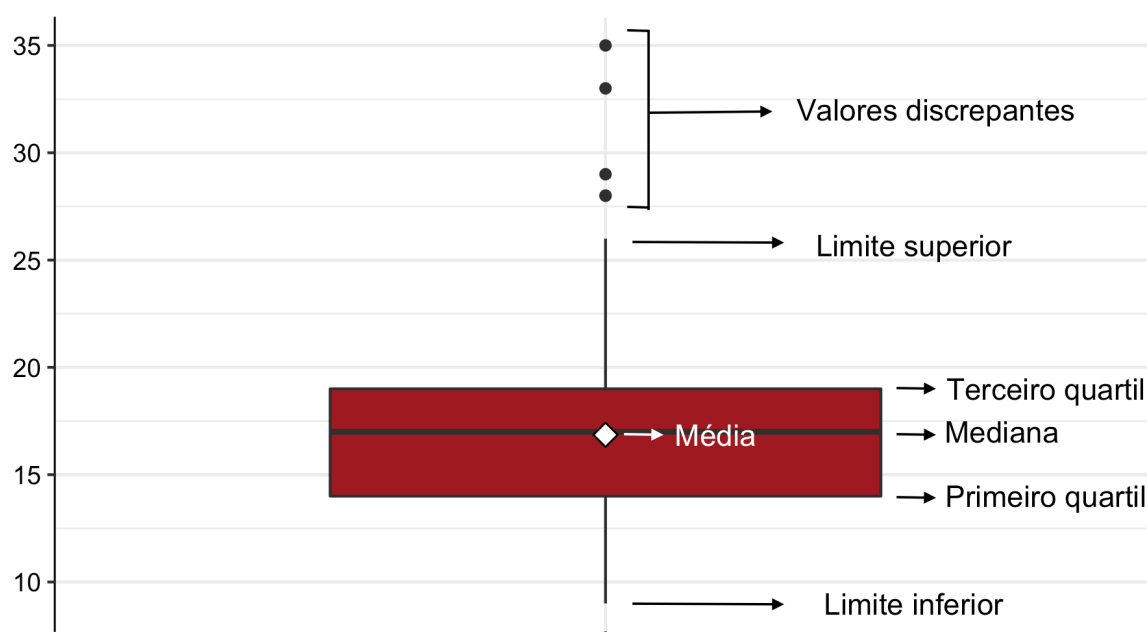 35
Valores discrepantes
30
Limite superior
25
20
Terceiro quartil
Média
Mediana
15
Primeiro quartil
10
Limite inferior